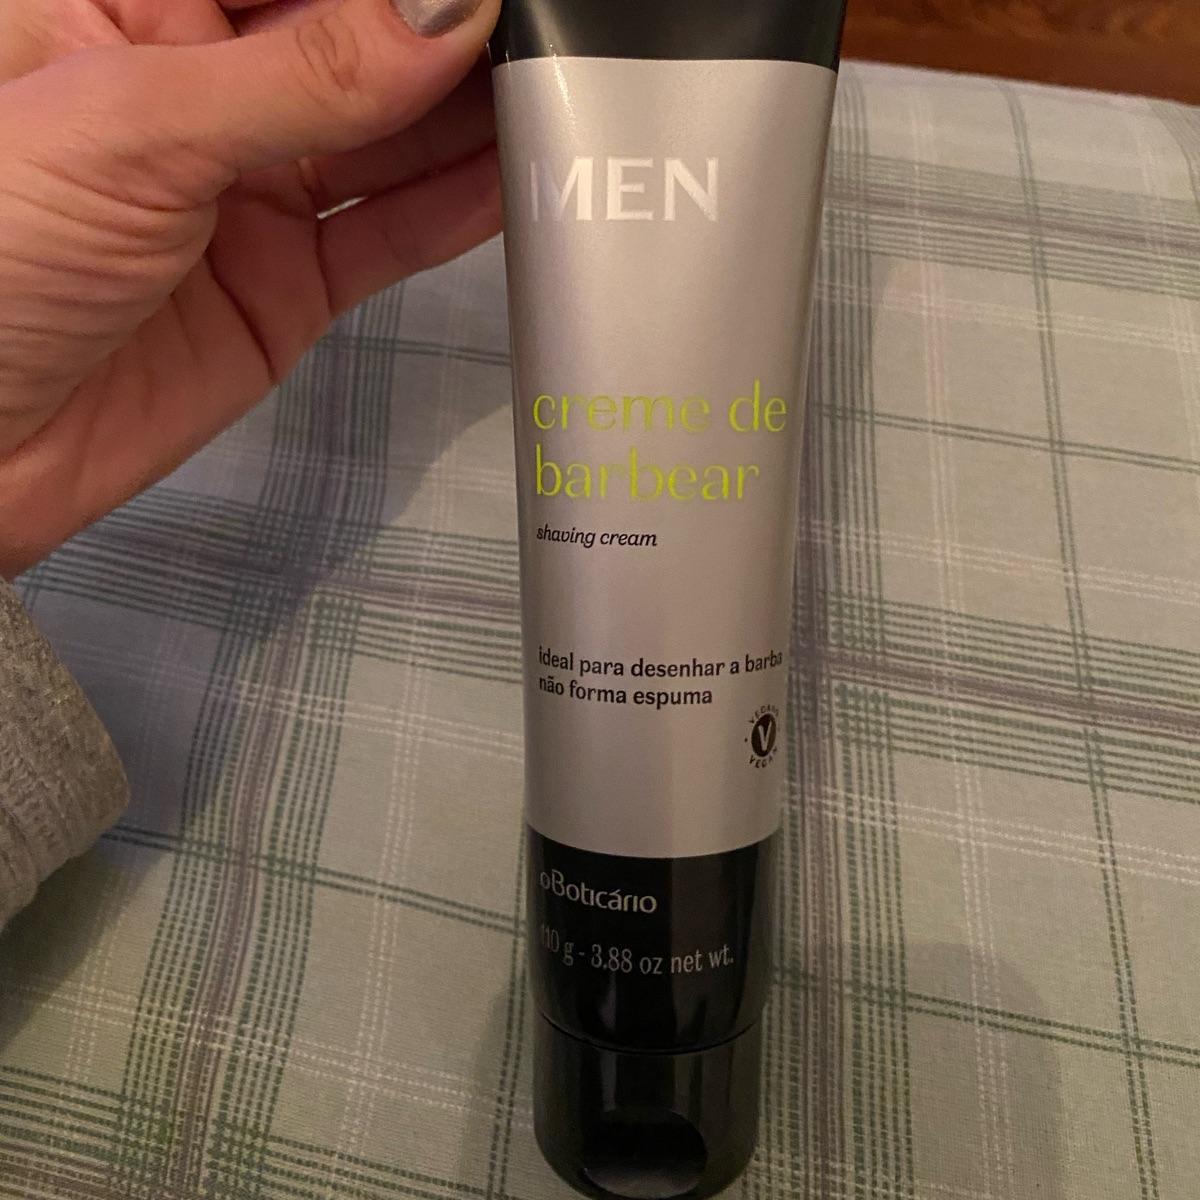 MEN
creme de
barbear
shaving cream
ideal para desenhar a barba
não forma espuma
VEGANO
V
VEGAN
oBoticário
110 g - 3.88 oz net wt.